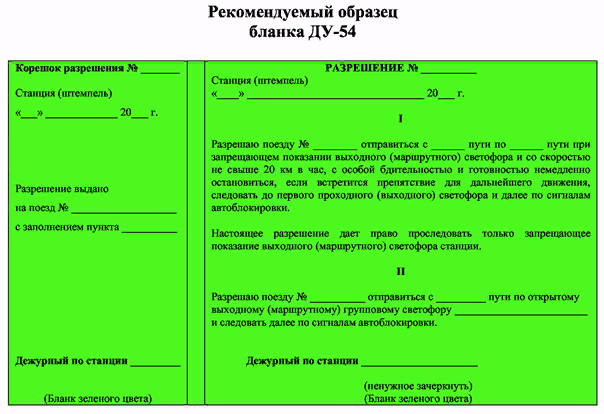 Рекомендуемый образец
бланка ДУ-54
Корешок разрешения № _______
Станция (штемпель)
«___» ______________ 20___ г.
Разрешение выдано
на поезд № ___________________
с заполнением пункта __________
Дежурный по станции _________
(Бланк зеленого цвета)
РАЗРЕШЕНИЕ № __________
Станция (штемпель)
«____» ________________________________ 20___ г.
I
Разрешаю поезду № ________ отправиться с ______ пути по ______ пути при
запрещающем показании выходного (маршрутного) светофора и со скоростью
не свыше 20 км в час, с особой бдительностью и готовностью немедленно
остановиться, если встретится препятствие для дальнейшего движения,
следовать до первого проходного (выходного) светофора и далее по сигналам
автоблокировки.
Настоящее разрешение дает право проследовать только запрещающее
показание выходного (маршрутного) светофора станции.
II
Разрешаю поезду № __________ отправиться с _________ пути по открытому
выходному (маршрутному) групповому светофору ________________________
и следовать далее по сигналам автоблокировки.
Дежурный по станции _____________________
(ненужное зачеркнуть)
(Бланк зеленого цвета)